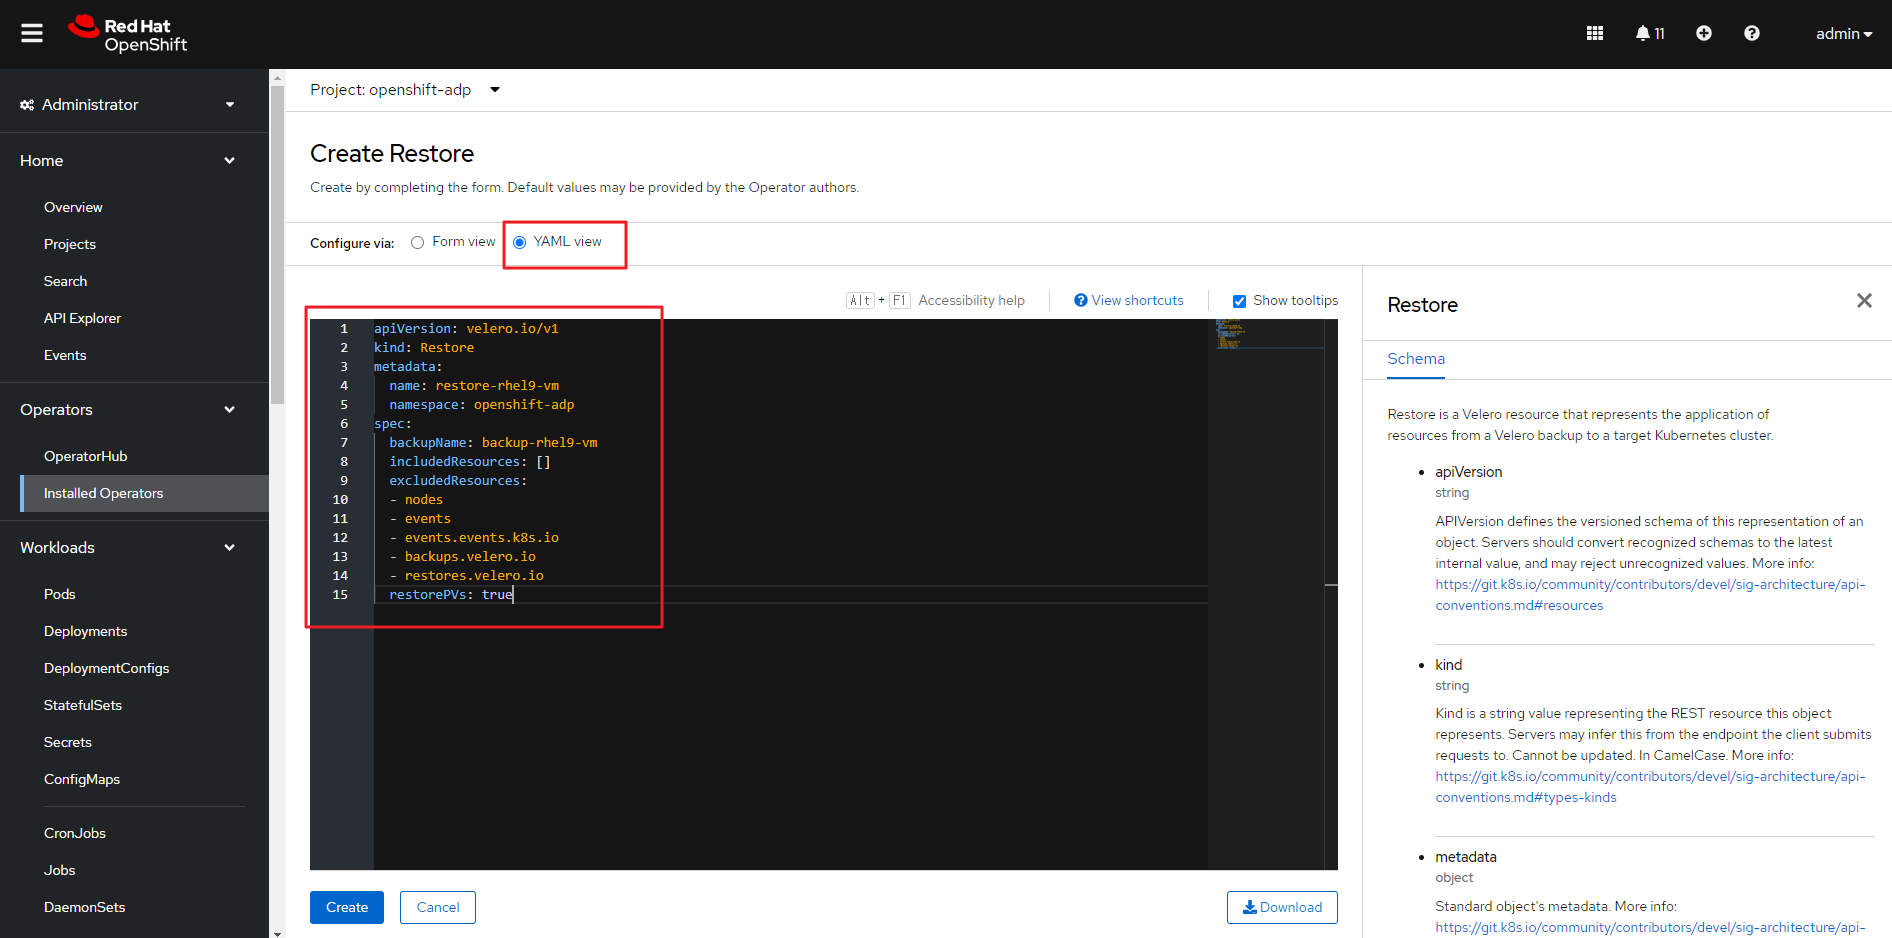 Red Hat
OpenShift
11
admin
Administrator
Home
Overview
Projects
Search
API Explorer
Events
Operators
OperatorHub
Installed Operators
Workloads
Pods
Deployments
DeploymentConfigs
StatefulSets
Secrets
ConfigMaps
CronJobs
Jobs
DaemonSets
Project: openshift-adp
Create Restore
Create by completing the form. Default values may be provided by the Operator authors.
Configure via: Form view YAML view
Alt + F1 Accessibility help View shortcuts Show tooltips
1 apiVersion: velero.io/v1
2 kind: Restore
3 metadata:
4 name: restore-rhel9-vm
5 namespace: openshift-adp
6 spec:
7 backupName: backup-rhel9-vm
8 includedResources: []
9 excludedResources:
10 - nodes
11 - events
12 - events.events.k8s.io
13 - backups.velero.io
14 - restores.velero.io
15 restorePVs: true
Create Cancel Download
Restore
Schema
Restore is a Velero resource that represents the application of
resources from a Velero backup to a target Kubernetes cluster.
apiVersion
string
APIVersion defines the versioned schema of this representation of an
object. Servers should convert recognized schemas to the latest
internal value, and may reject unrecognized values. More info:
https://git.k8s.io/community/contributors/devel/sig-architecture/api-
conventions.md#resources
kind
string
Kind is a string value representing the REST resource this object
represents. Servers may infer this from the endpoint the client submits
requests to. Cannot be updated. In CamelCase. More info:
https://git.k8s.io/community/contributors/devel/sig-architecture/api-
conventions.md#types-kinds
metadata
object
Standard object's metadata. More info:
https://git.k8s.io/community/contributors/devel/sig-architecture/api-